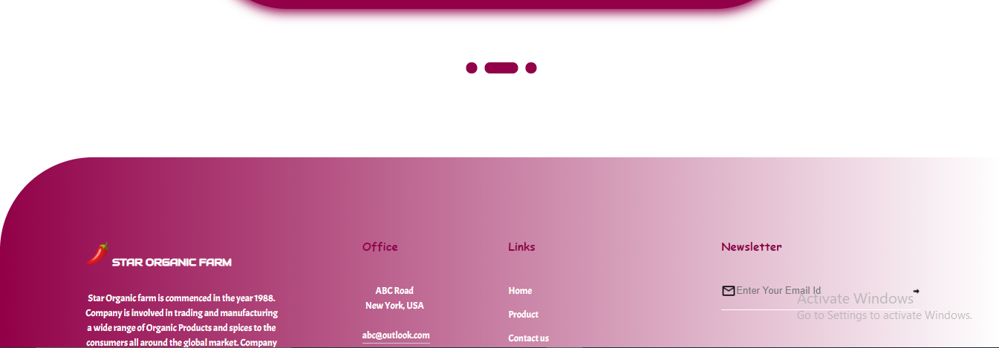 STAR ORGANIC FARM
Star Organic farm is commenced in the year 1988.
Company is involved in trading and manufacturing
a wide range of Organic Products and spices to the
consumers all around the global market. Company
Office
ABC Road
New York, USA
abc@outlook.com
Links
Home
Product
Contact us
Newsletter
Enter Your Email Id
Activate Windows
Go to Settings to activate Windows.